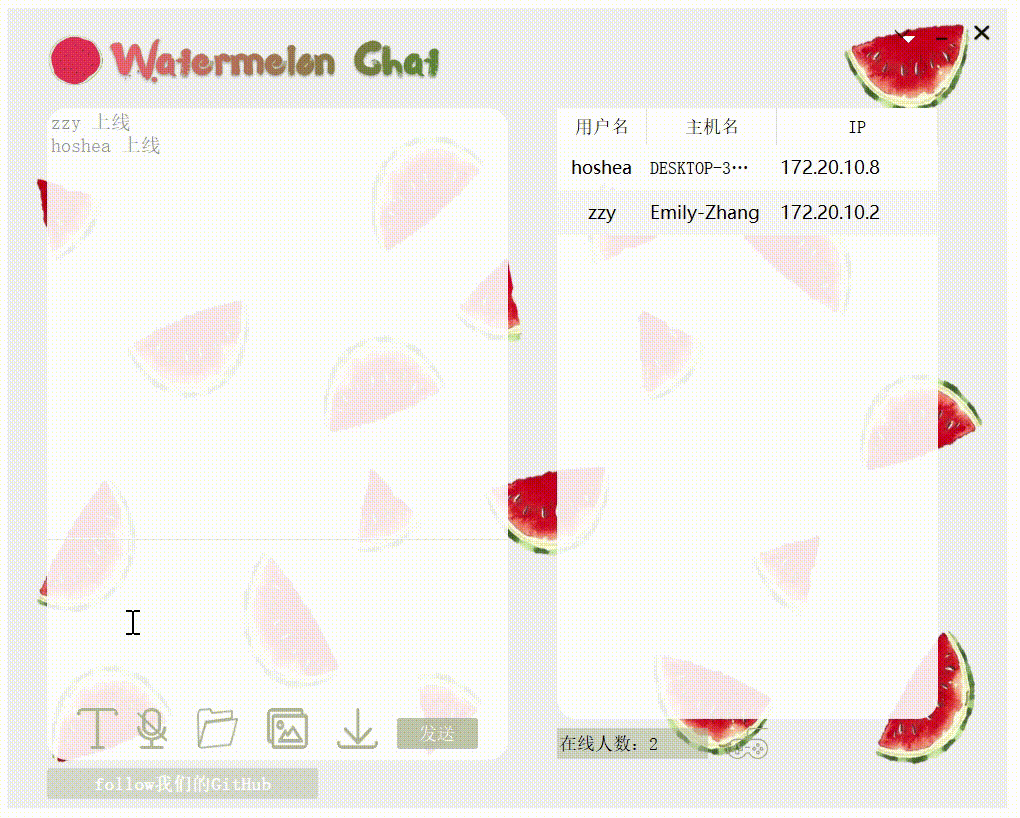 Watermelon Chat
zzy 上线
hoshea 上线
发送
follow我们的GitHub
用户名 主机名 IP
hoshea DESKTOP-3··· 172.20.10.8
zzy Emily-Zhang 172.20.10.2
在线人数：2